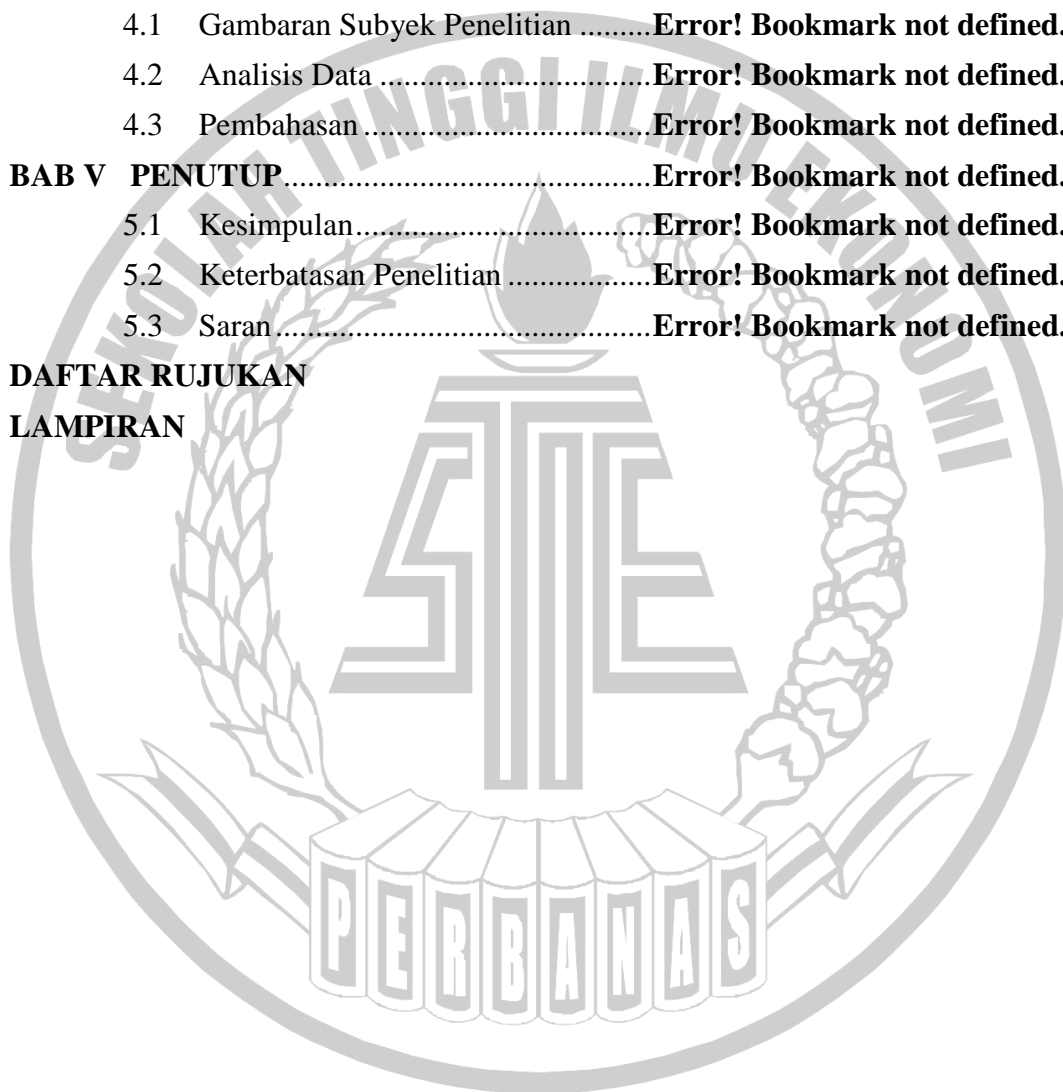 4.1 Gambaran Subyek Penelitian .........Error! Bookmark not defined.
4.2 Analisis Data ..................................Error! Bookmark not defined.
4.3 Pembahasan ....................................Error! Bookmark not defined.
BAB V PENUTUP..............................................Error! Bookmark not defined.
5.1 Kesimpulan.....................................Error! Bookmark not defined.
5.2 Keterbatasan Penelitian ..................Error! Bookmark not defined.
5.3 Saran...............................................Error! Bookmark not defined.
DAFTAR RUJUKAN
LAMPIRAN
SEKOLAH TINGGI ILMU EKONOMI
STIE
PERBANAS